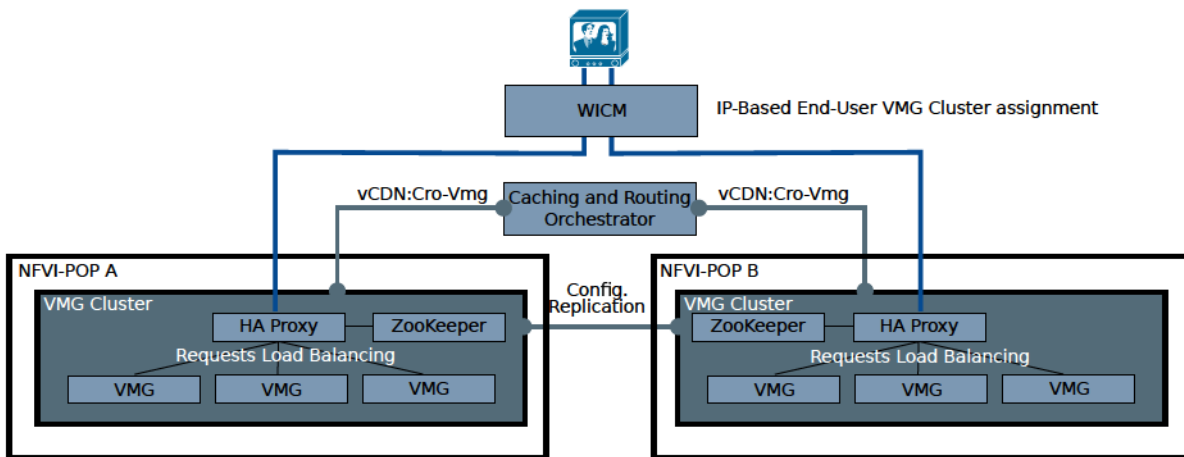 WICM
IP-Based End-User VMG Cluster assignment
vCDN:Cro-Vmg
Caching and Routing
Orchestrator
vCDN:Cro-Vmg
NFVI-POP A
VMG Cluster
HA Proxy
ZooKeeper
Requests Load Balancing
VMG
VMG
VMG
Config.
Replication
NFVI-POP B
VMG Cluster
ZooKeeper
HA Proxy
Requests Load Balancing
VMG
VMG
VMG